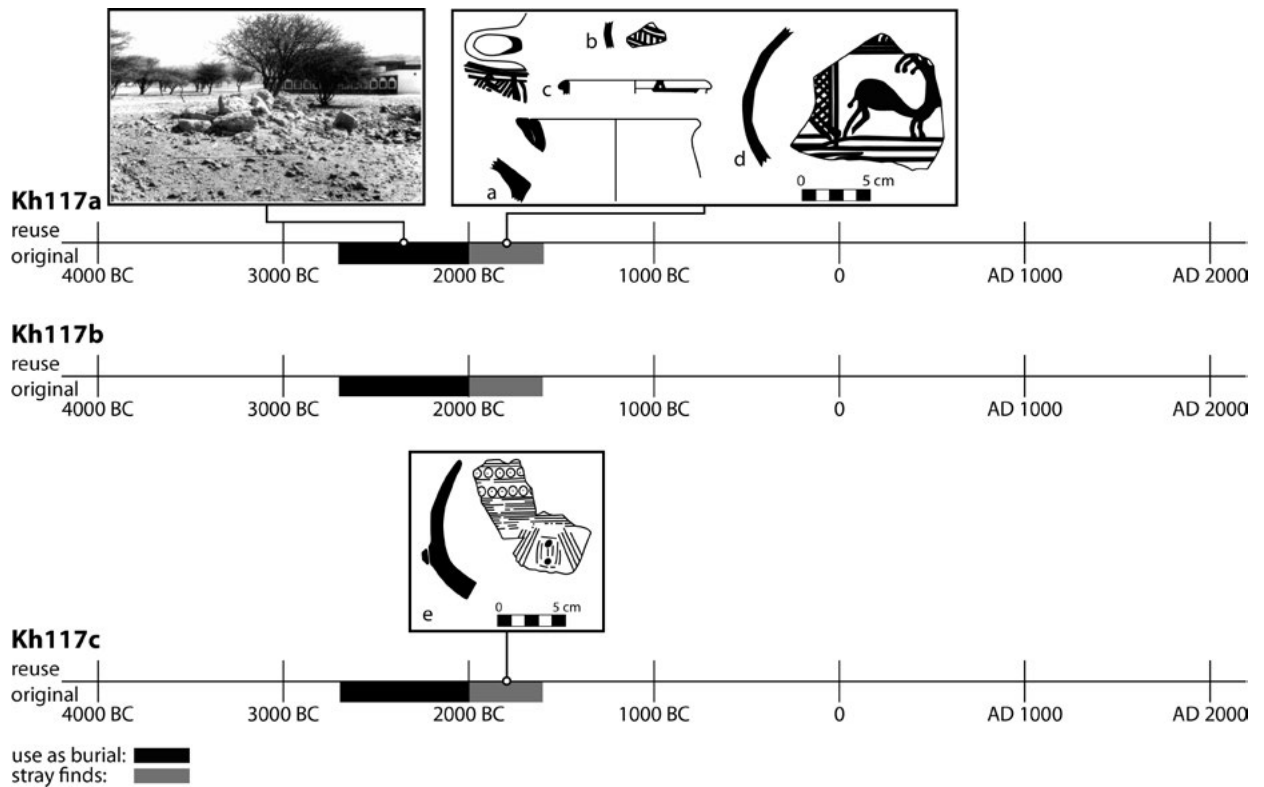 b
c
d
a
0 5 cm
Kh117a
reuse
original
4000 BC 3000 BC 2000 BC 1000 BC 0 AD 1000 AD 2000
Kh117b
reuse
original
4000 BC 3000 BC 2000 BC 1000 BC 0 AD 1000 AD 2000
e
0 5 cm
Kh117c
reuse
original
4000 BC 3000 BC 2000 BC 1000 BC 0 AD 1000 AD 2000
use as burial:
stray finds: